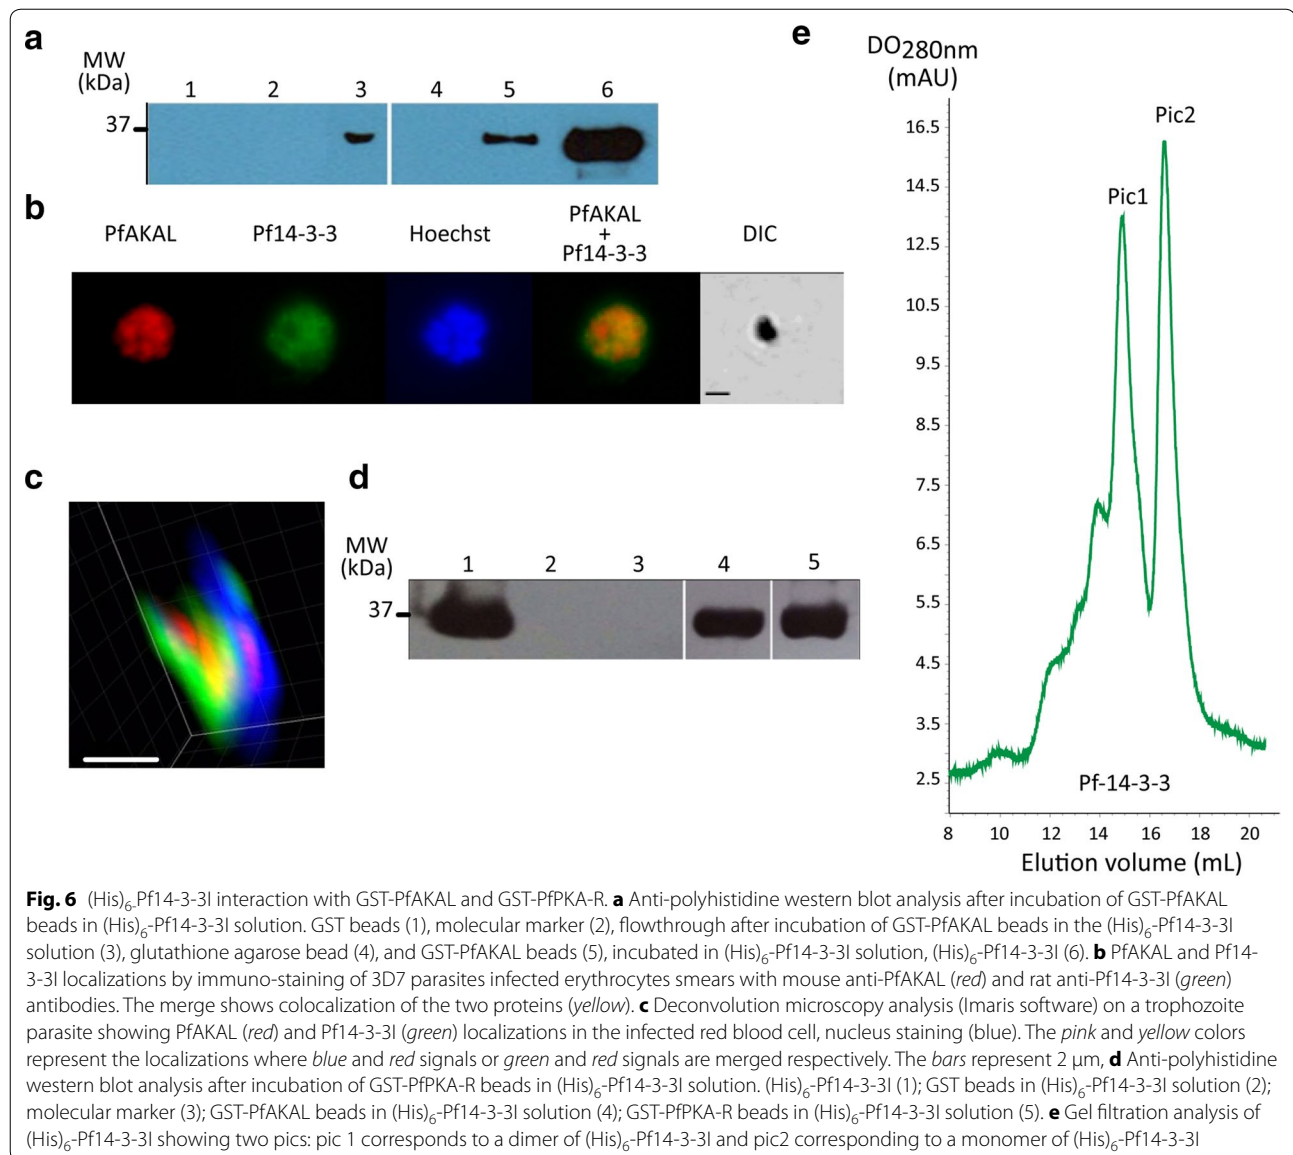 a
MW
(kDa)
1 2 3 4 5 6
37
b
PfAKAL Pf14-3-3 Hoechst PfAKAL
+
Pf14-3-3 DIC
c
d
MW
(kDa)
1 2 3 4 5
37
e
DO280nm
(mAU)
Pic2
Pic1
16.5
14.5
12.5
10.5
9.5
8.5
7.5
6.5
5.5
4.5
3.5
2.5
Pf-14-3-3
8 10 12 14 16 18 20
Elution volume (mL)
Fig. 6 (His)6-Pf14-3-3I interaction with GST-PfAKAL and GST-PfPKA-R. a Anti-polyhistidine western blot analysis after incubation of GST-PfAKAL
beads in (His)6-Pf14-3-3I solution. GST beads (1), molecular marker (2), flowthrough after incubation of GST-PfAKAL beads in the (His)6-Pf14-3-3I
solution (3), glutathione agarose bead (4), and GST-PfAKAL beads (5), incubated in (His)6-Pf14-3-3I solution, (His)6-Pf14-3-3I (6). b PfAKAL and Pf14-
3-3I localizations by immuno-staining of 3D7 parasites infected erythrocytes smears with mouse anti-PfAKAL (red) and rat anti-Pf14-3-3I (green)
antibodies. The merge shows colocalization of the two proteins (yellow). c Deconvolution microscopy analysis (Imaris software) on a trophozoite
parasite showing PfAKAL (red) and Pf14-3-3I (green) localizations in the infected red blood cell, nucleus staining (blue). The pink and yellow colors
represent the localizations where blue and red signals or green and red signals are merged respectively. The bars represent 2 µm, d Anti-polyhistidine
western blot analysis after incubation of GST-PfPKA-R beads in (His)6-Pf14-3-3I solution. (His)6-Pf14-3-3I (1); GST beads in (His)6-Pf14-3-3I solution (2);
molecular marker (3); GST-PfAKAL beads in (His)6-Pf14-3-3I solution (4); GST-PfPKA-R beads in (His)6-Pf14-3-3I solution (5). e Gel filtration analysis of
(His)6-Pf14-3-3I showing two pics: pic 1 corresponds to a dimer of (His)6-Pf14-3-3I and pic2 corresponding to a monomer of (His)6-Pf14-3-3I